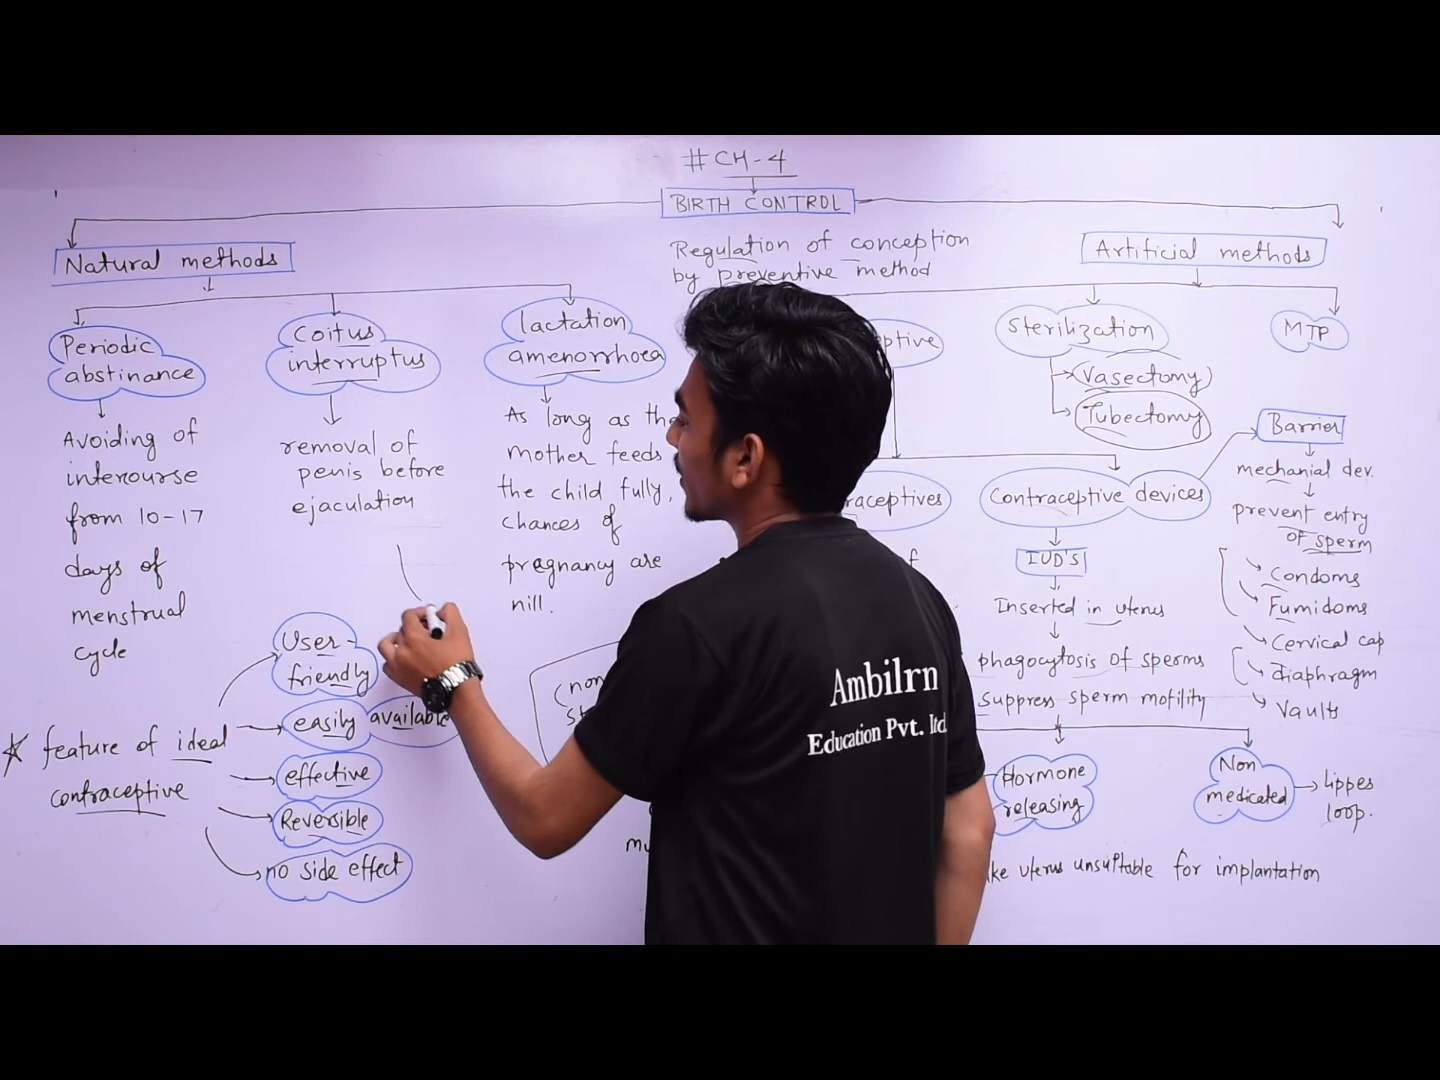 # CH-4
BIRTH CONTROL
Regulation of conception
by preventive method
Natural methods
Artificial methods
Periodic
abstinance
Avoiding of
intercourse
from 10-17
days of
menstrual
cycle
Coitus
interruptus
removal of
penis before
ejaculation
lactation
amenorrhoea
As long as the
mother feeds
the child fully,
chances of
pregnancy are
nill.
Sterilization
Vasectomy
Tubectomy
MTP
Contraceptive devices
IUD'S
Inserted in uterus
phagocytosis of sperms
suppress sperm motility
Hormone
releasing
Non
medicated
lippes
loop.
uterus unsuitable for implantation
Barrier
mechanial dev.
prevent entry
of sperm
Condoms
Fumidoms
Cervical cap
diaphragm
Vaults
feature of ideal
contraceptive
User-
friendly
easily available
effective
Reversible
no side effect
Ambilrn
Education Pvt. ltd